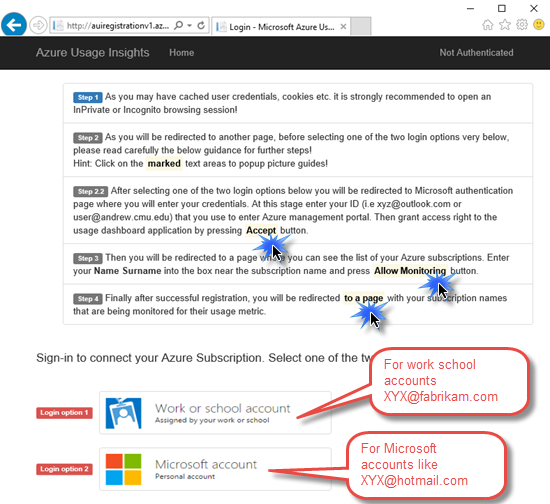 http://auiregistrationv1.az...
Login - Microsoft Azure Us...
Azure Usage Insights
Home
Not Authenticated
Step 1 As you may have cached user credentials, cookies etc. it is strongly recommended to open an
InPrivate or Incognito browsing session!
Step 2 As you will be redirected to another page, before selecting one of the two login options very below,
please read carefully the below guidance for further steps!
Hint: Click on the marked text areas to popup picture guides!
Step 2.2 After selecting one of the two login options below you will be redirected to Microsoft authentication
page where you will enter your credentials. At this stage enter your ID (i.e xyz@outlook.com or
user@andrew.cmu.edu) that you use to enter Azure management portal. Then grant access right to the
usage dashboard application by pressing Accept button.
Step 3 Then you will be redirected to a page you can see the list of your Azure subscriptions. Enter
your Name Surname into the box near the subscription name and press Allow Monitoring button.
Step 4 Finally after successful registration, you will be redirected to a page with your subscription names
that are being monitored for their usage metric.
Sign-in to connect your Azure Subscription. Select one of the tw
For work school
accounts
XYX@fabrikam.com
Login option 1
Work or school account
Assigned by your work or school
For Microsoft
accounts like
XYX@hotmail.com
Login option 2
Microsoft account
Personal account